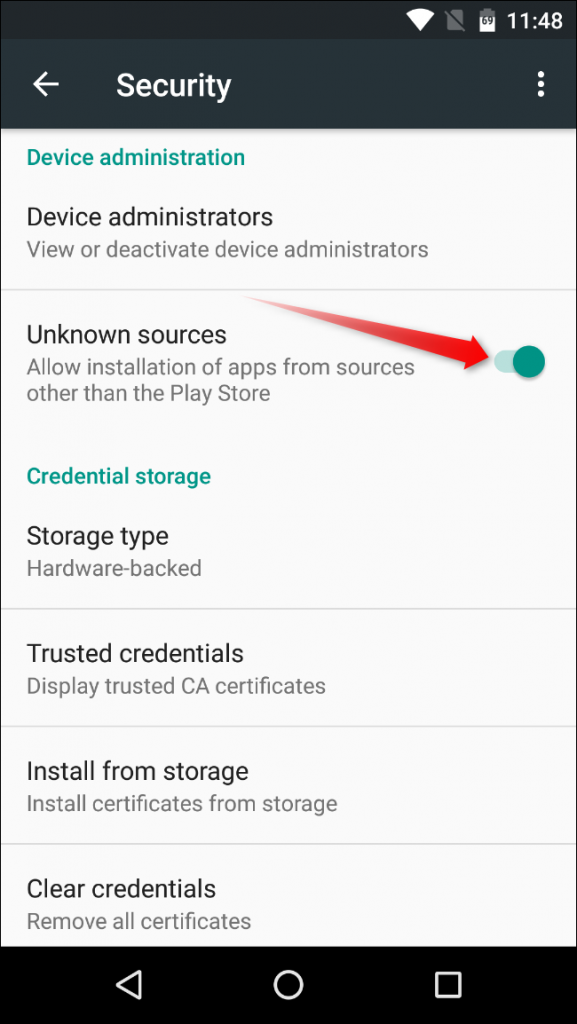 69 11:48
Security
Device administration
Device administrators
View or deactivate device administrators
Unknown sources
Allow installation of apps from sources
other than the Play Store
Credential storage
Storage type
Hardware-backed
Trusted credentials
Display trusted CA certificates
Install from storage
Install certificates from storage
Clear credentials
Remove all certificates